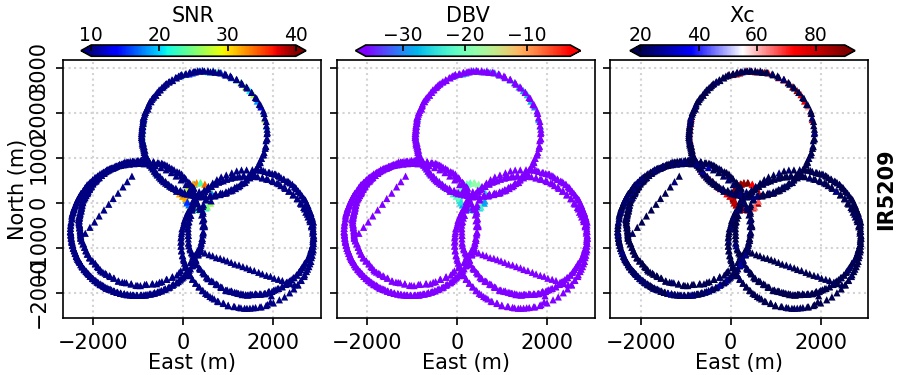 SNR DBV Xc
10 20 30 40 −30 −20 −10 20 40 60 80
North (m)
3000
2000
1000
0
−1000
−2000
−2000 0 2000 −2000 0 2000 −2000 0 2000
East (m) East (m) East (m)
IR5209